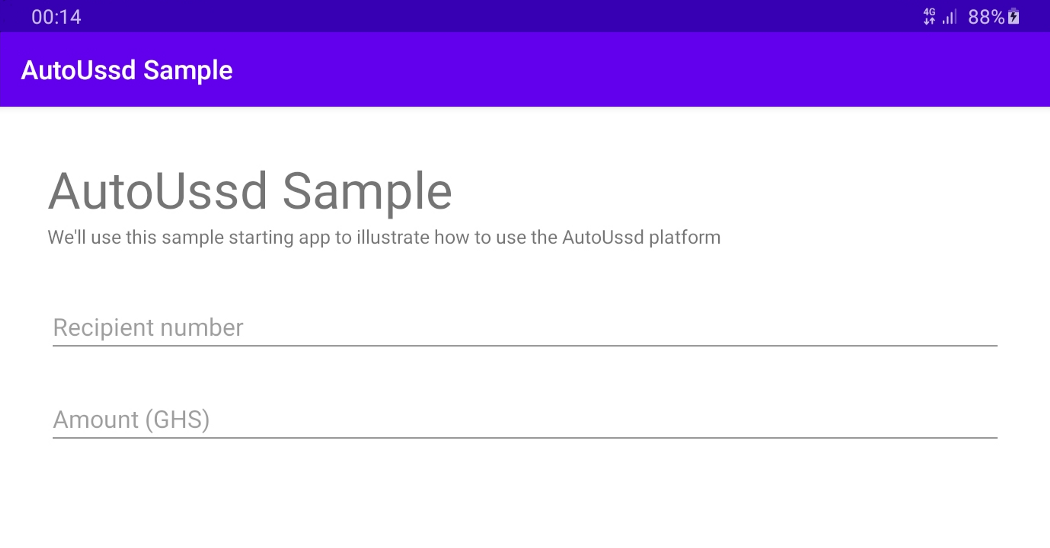 00:14 4G 88%
AutoUssd Sample
AutoUssd Sample
We'll use this sample starting app to illustrate how to use the AutoUssd platform
Recipient number
Amount (GHS)